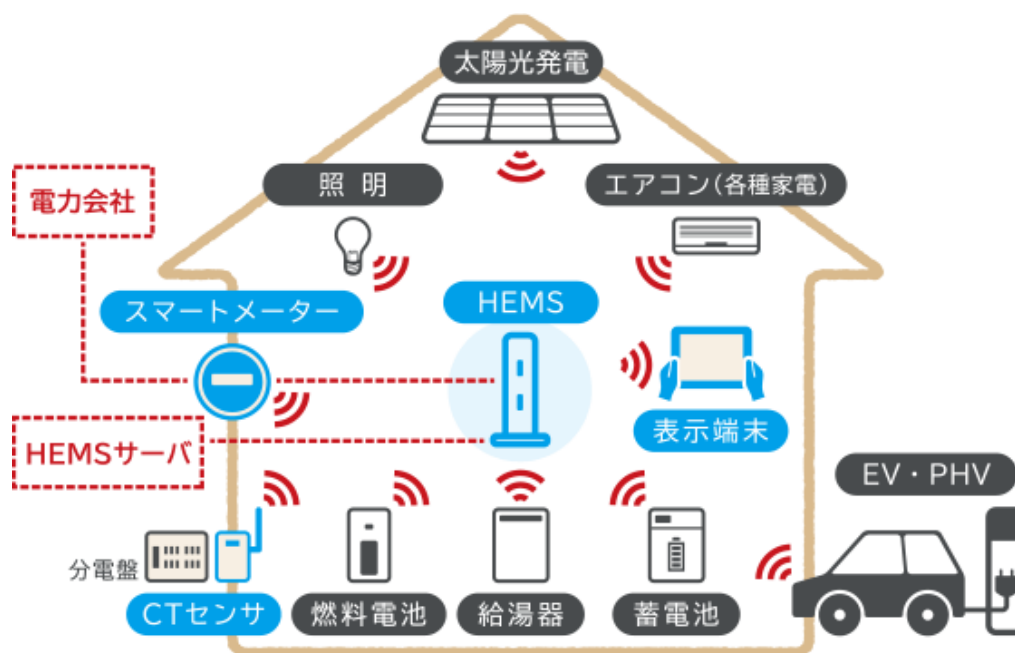 太陽光発電
照明
エアコン(各種家電)
電力会社
スマートメーター
HEMS
HEMSサーバ
表示端末
EV・PHV
分電盤
CTセンサ
燃料電池
給湯器
蓄電池